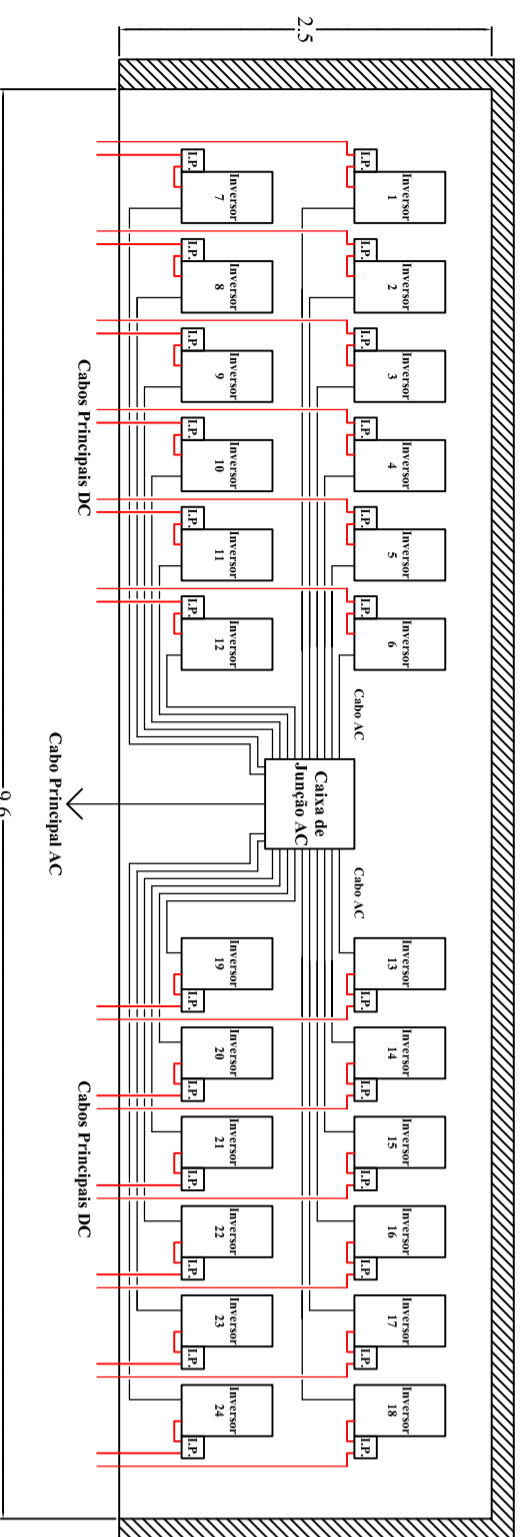 2.5
Inversor
1
Inversor
2
Inversor
3
Inversor
4
Inversor
5
Inversor
6
Inversor
13
Inversor
14
Inversor
15
Inversor
16
Inversor
17
Inversor
18
I.P.
I.P.
I.P.
I.P.
I.P.
I.P.
I.P.
I.P.
I.P.
I.P.
I.P.
I.P.
Cabo AC
Caixa de
Junção AC
Cabo AC
Inversor
7
Inversor
8
Inversor
9
Inversor
10
Inversor
11
Inversor
12
Inversor
19
Inversor
20
Inversor
21
Inversor
22
Inversor
23
Inversor
24
I.P.
I.P.
I.P.
I.P.
I.P.
I.P.
I.P.
I.P.
I.P.
I.P.
I.P.
I.P.
Cabos Principais DC
Cabos Principais DC
Cabo Principal AC
9.6